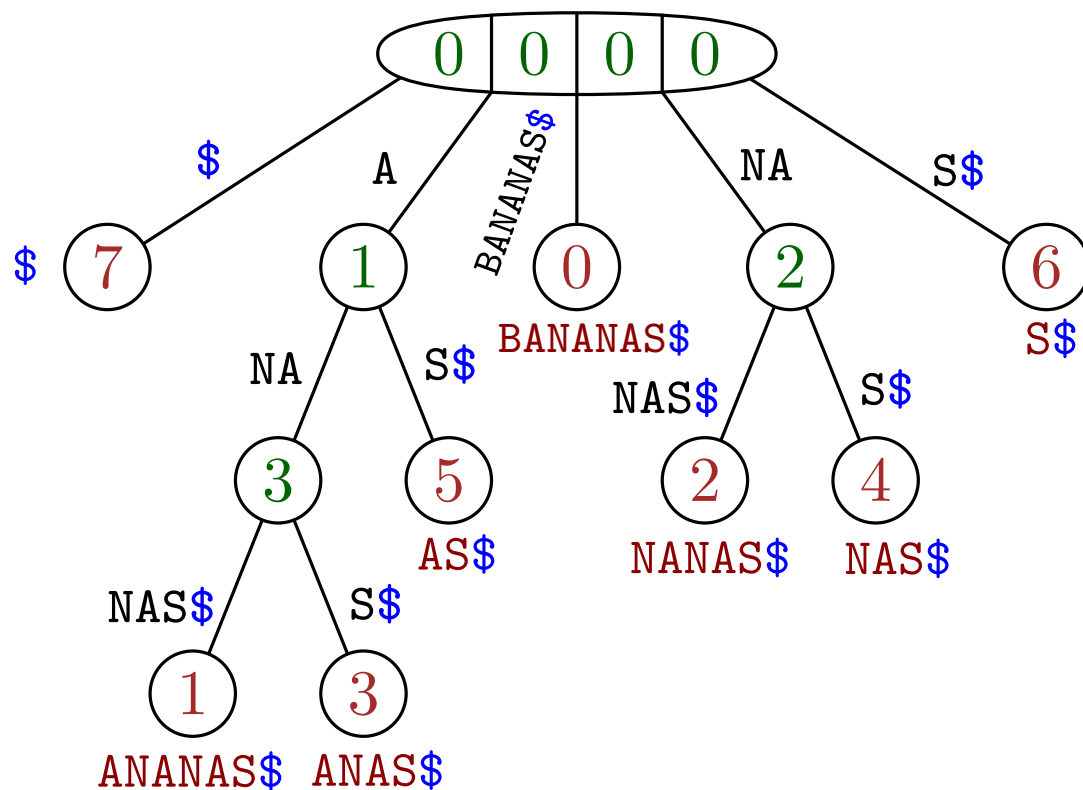 0 0 0 0
$ A BANANAS$ NA S$
$ 7 1 0 2 6
BANANAS$ S$
NA S$ NAS$ S$
3 5 2 4
AS$ NANAS$ NAS$
NAS$ S$
1 3
ANANAS$ ANAS$